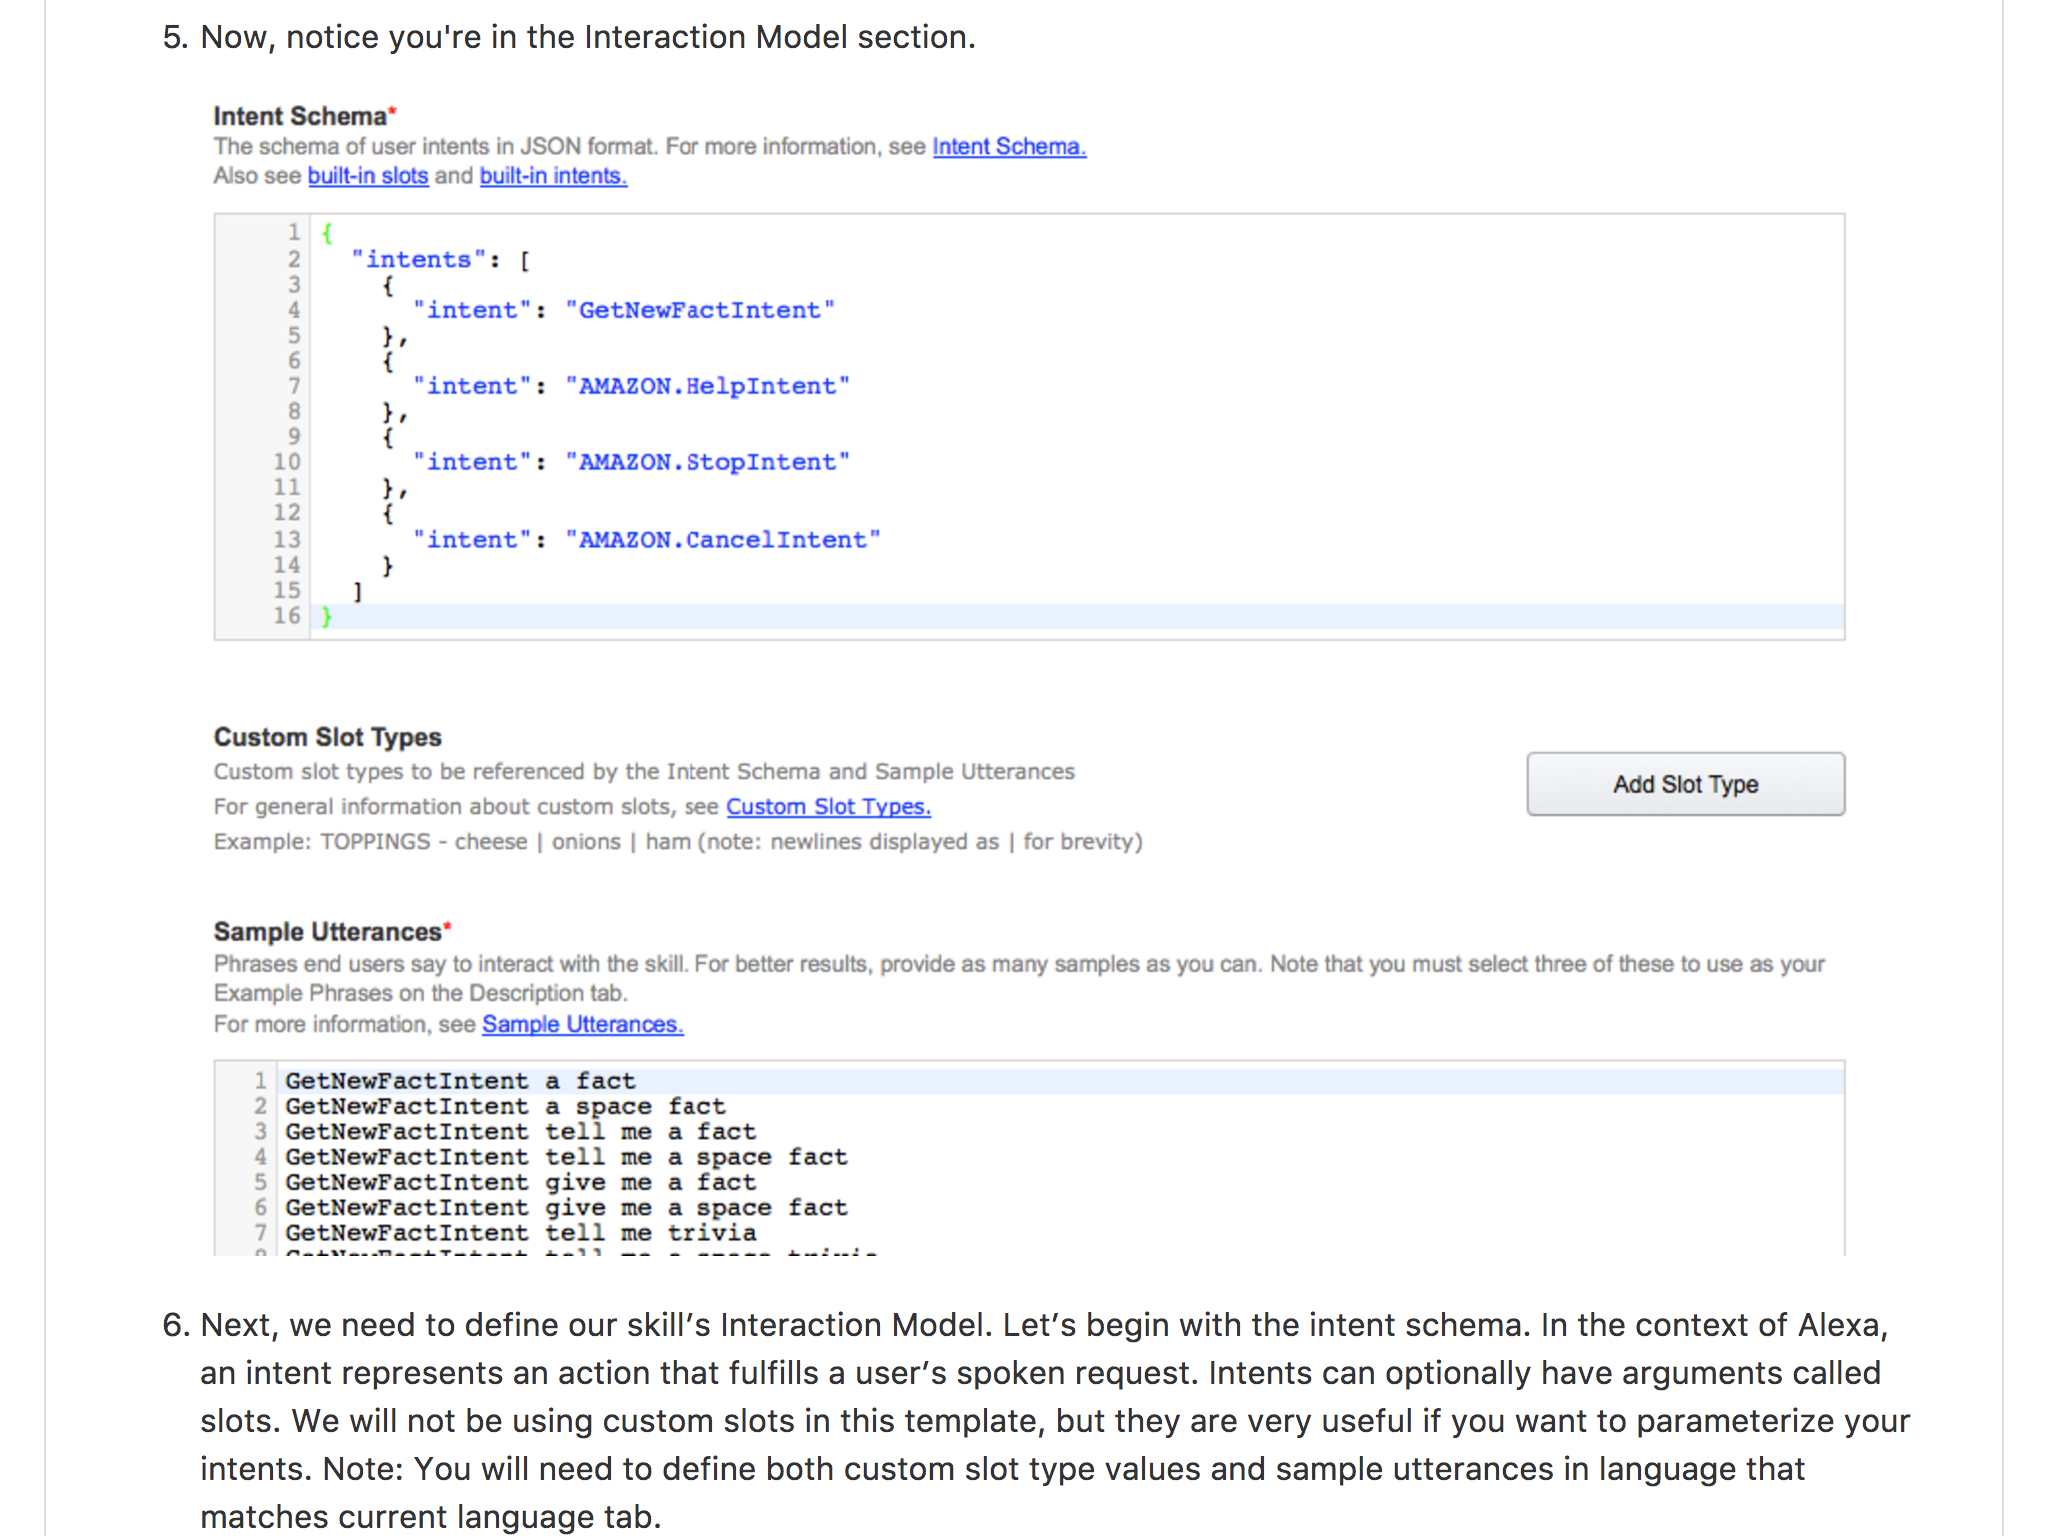 5. Now, notice you're in the Interaction Model section.
Intent Schema*
The schema of user intents in JSON format. For more information, see Intent Schema.
Also see built-in slots and built-in intents.
1 {
2 "intents": [
3 {
4 "intent": "GetNewFactIntent"
5 },
6 {
7 "intent": "AMAZON.HelpIntent"
8 },
9 {
10 "intent": "AMAZON.StopIntent"
11 },
12 {
13 "intent": "AMAZON.CancelIntent"
14 }
15 ]
16 }
Custom Slot Types
Custom slot types to be referenced by the Intent Schema and Sample Utterances
For general information about custom slots, see Custom Slot Types.
Example: TOPPINGS - cheese | onions | ham (note: newlines displayed as | for brevity)
Add Slot Type
Sample Utterances*
Phrases end users say to interact with the skill. For better results, provide as many samples as you can. Note that you must select three of these to use as your
Example Phrases on the Description tab.
For more information, see Sample Utterances.
1 GetNewFactIntent a fact
2 GetNewFactIntent a space fact
3 GetNewFactIntent tell me a fact
4 GetNewFactIntent tell me a space fact
5 GetNewFactIntent give me a fact
6 GetNewFactIntent give me a space fact
7 GetNewFactIntent tell me trivia
6. Next, we need to define our skill’s Interaction Model. Let’s begin with the intent schema. In the context of Alexa,
an intent represents an action that fulfills a user’s spoken request. Intents can optionally have arguments called
slots. We will not be using custom slots in this template, but they are very useful if you want to parameterize your
intents. Note: You will need to define both custom slot type values and sample utterances in language that
matches current language tab.